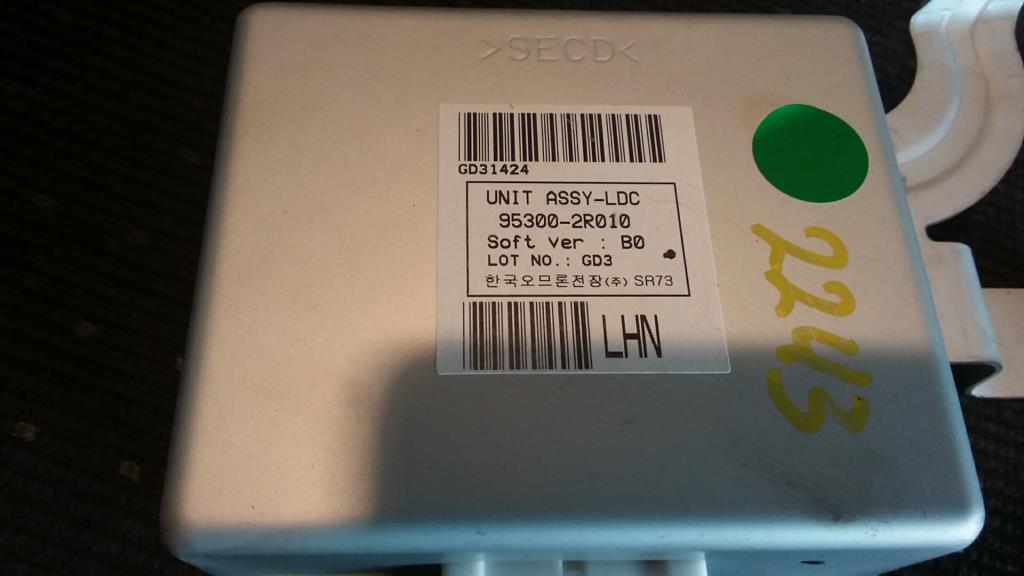 >SECD<
GD31424
UNIT ASSY-LDC
95300-2R010
Soft Ver : B0
LOT NO.: GD3
한국오므론전장(주) SR73
LHN
2243